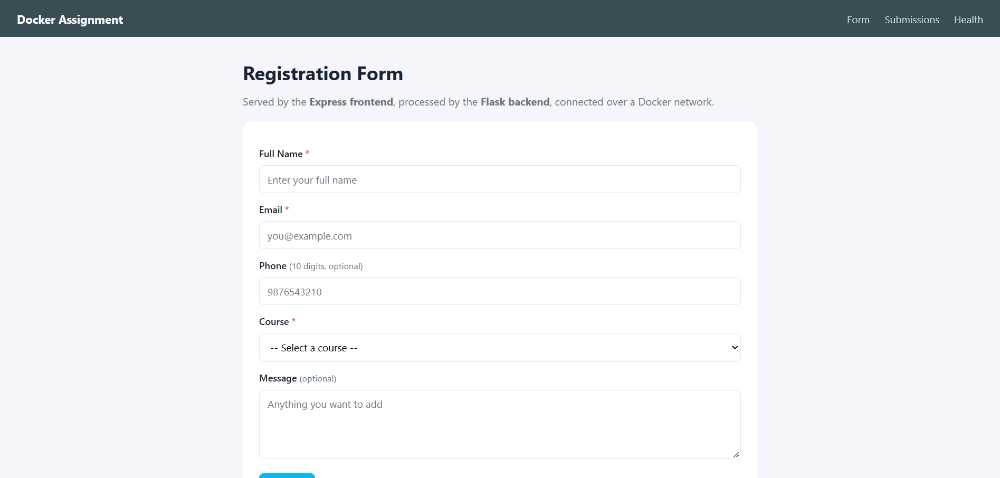 Docker Assignment
Form Submissions Health
Registration Form
Served by the Express frontend, processed by the Flask backend, connected over a Docker network.
Full Name *
Enter your full name
Email *
you@example.com
Phone (10 digits, optional)
9876543210
Course *
-- Select a course --
Message (optional)
Anything you want to add